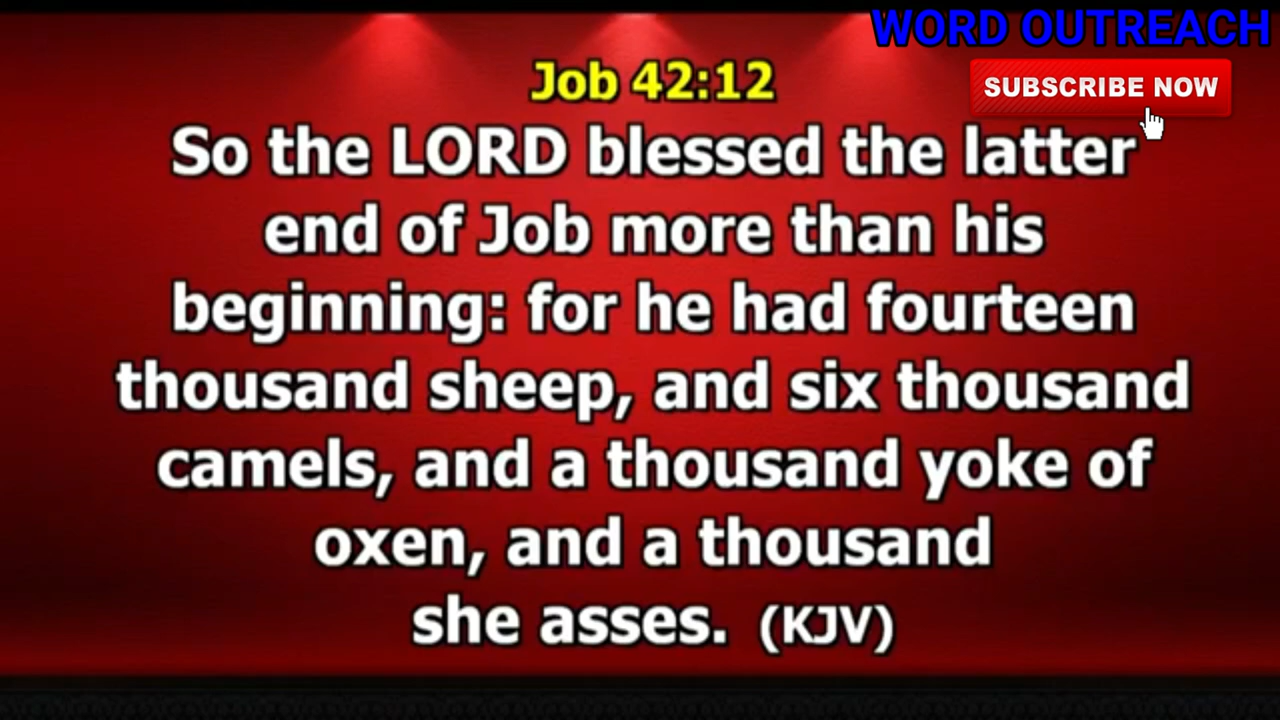 WORD OUTREACH
SUBSCRIBE NOW
Job 42:12
So the LORD blessed the latter
end of Job more than his
beginning: for he had fourteen
thousand sheep, and six thousand
camels, and a thousand yoke of
oxen, and a thousand
she asses. (KJV)